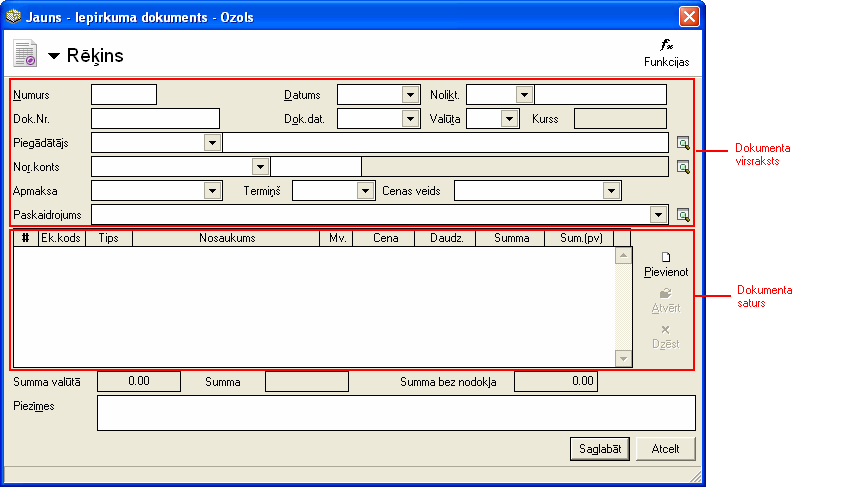 Jauns - Iepirkuma dokuments - Ozols
Rēķins
fx
Funkcijas
Numurs Datums Nolikt.
Dok.Nr. Dok.dat. Valūta Kurss
Piegādātājs
Nor.konts
Apmaksa Termiņš Cenas veids
Paskaidrojums
Dokumenta
virsraksts
# Ek.kods Tips Nosaukums Mv. Cena Daudz. Summa Sum.(pv)
Pievienot
Atvērt
Dzēst
Dokumenta
saturs
Summa valūtā 0.00 Summa Summa bez nodokļa 0.00
Piezīmes
Saglabāt Atcelt